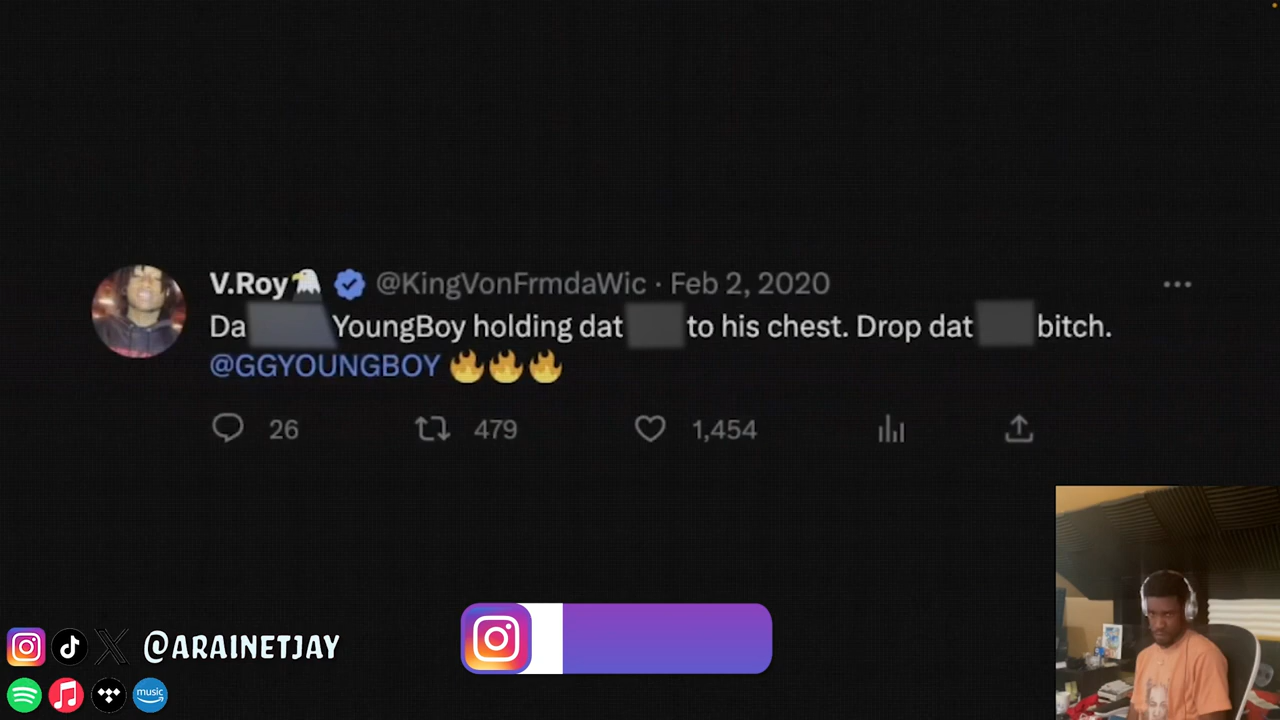 V.Roy🦅 @KingVonFrmdaWic · Feb 2, 2020
Da YoungBoy holding dat to his chest. Drop dat bitch.
@GGYOUNGBOY 🔥🔥🔥
26 479 1,454
@ARAINETJAY
music